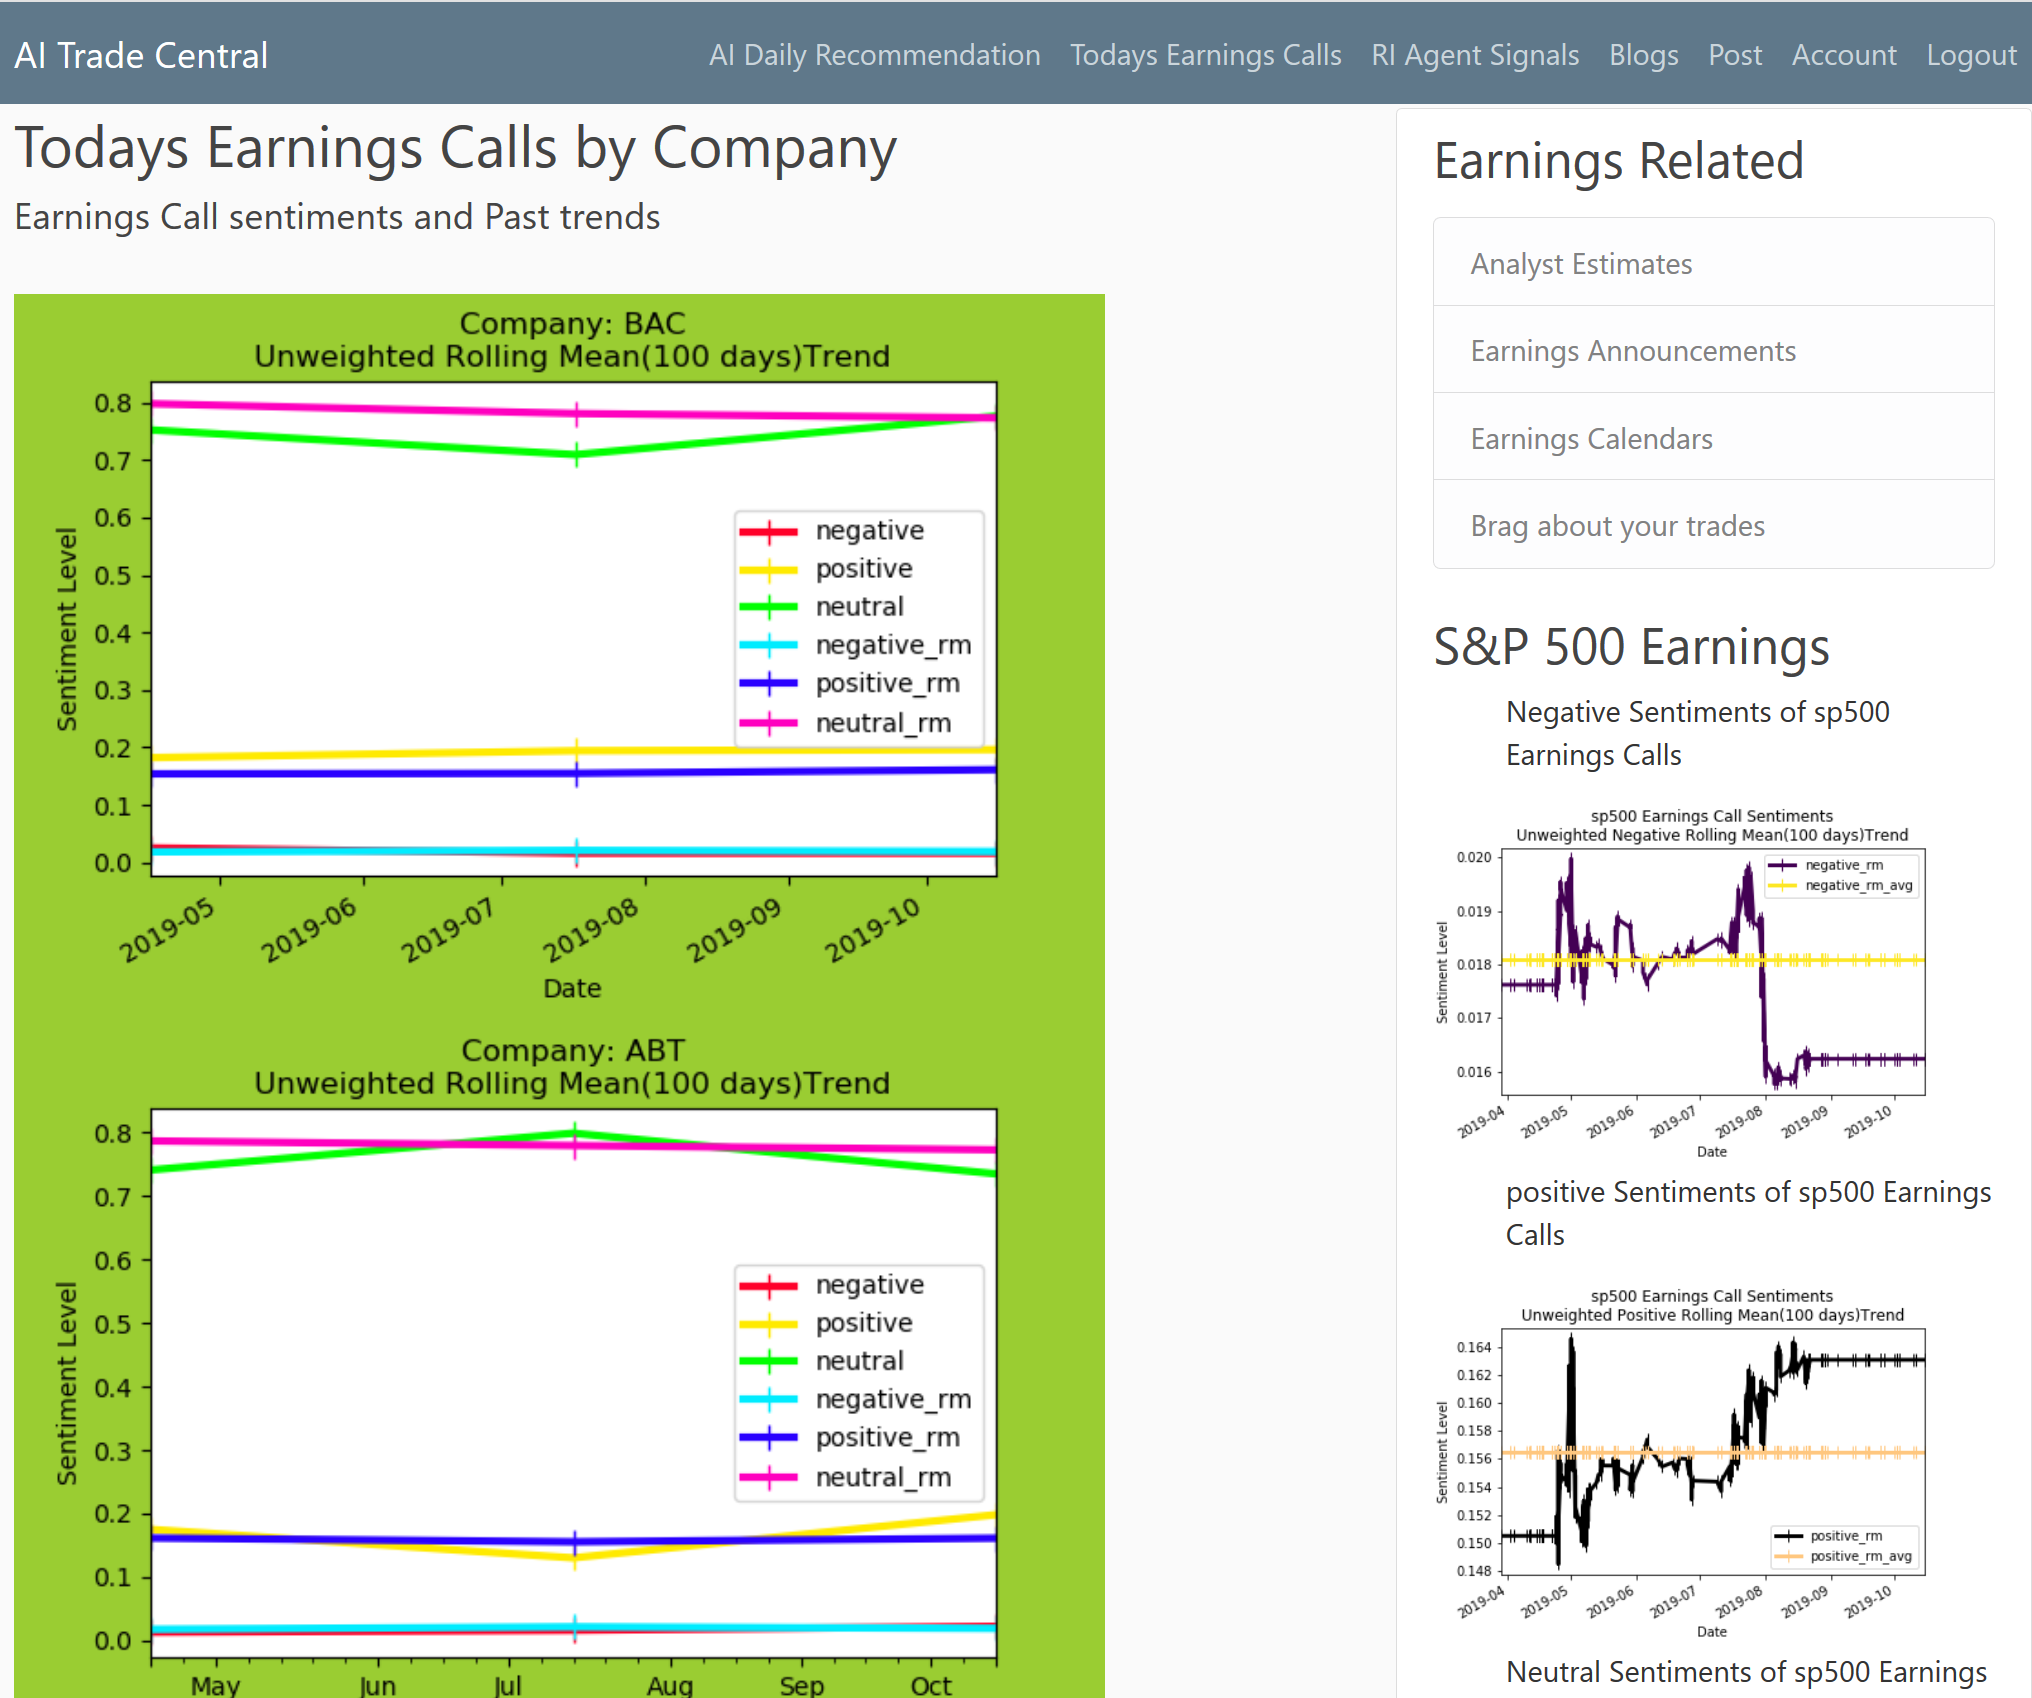 AI Trade Central
AI Daily Recommendation Todays Earnings Calls RI Agent Signals Blogs Post Account Logout
Todays Earnings Calls by Company
Earnings Call sentiments and Past trends
Company: BAC
Unweighted Rolling Mean(100 days)Trend
0.8
0.7
0.6
0.5
0.4
0.3
0.2
0.1
0.0
Sentiment Level
negative
positive
neutral
negative_rm
positive_rm
neutral_rm
2019-05 2019-06 2019-07 2019-08 2019-09 2019-10
Date
Company: ABT
Unweighted Rolling Mean(100 days)Trend
0.8
0.7
0.6
0.5
0.4
0.3
0.2
0.1
0.0
Sentiment Level
negative
positive
neutral
negative_rm
positive_rm
neutral_rm
May Jun Jul Aug Sep Oct
Earnings Related
Analyst Estimates
Earnings Announcements
Earnings Calendars
Brag about your trades
S&P 500 Earnings
Negative Sentiments of sp500
Earnings Calls
sp500 Earnings Call Sentiments
Unweighted Negative Rolling Mean(100 days)Trend
0.020
0.019
0.018
0.017
0.016
Sentiment Level
negative_rm
negative_rm_avg
2019-04 2019-05 2019-06 2019-07 2019-08 2019-09 2019-10
Date
positive Sentiments of sp500 Earnings
Calls
sp500 Earnings Call Sentiments
Unweighted Positive Rolling Mean(100 days)Trend
0.164
0.162
0.160
0.158
0.156
0.154
0.152
0.150
0.148
Sentiment Level
positive_rm
positive_rm_avg
2019-04 2019-05 2019-06 2019-07 2019-08 2019-09 2019-10
Date
Neutral Sentiments of sp500 Earnings